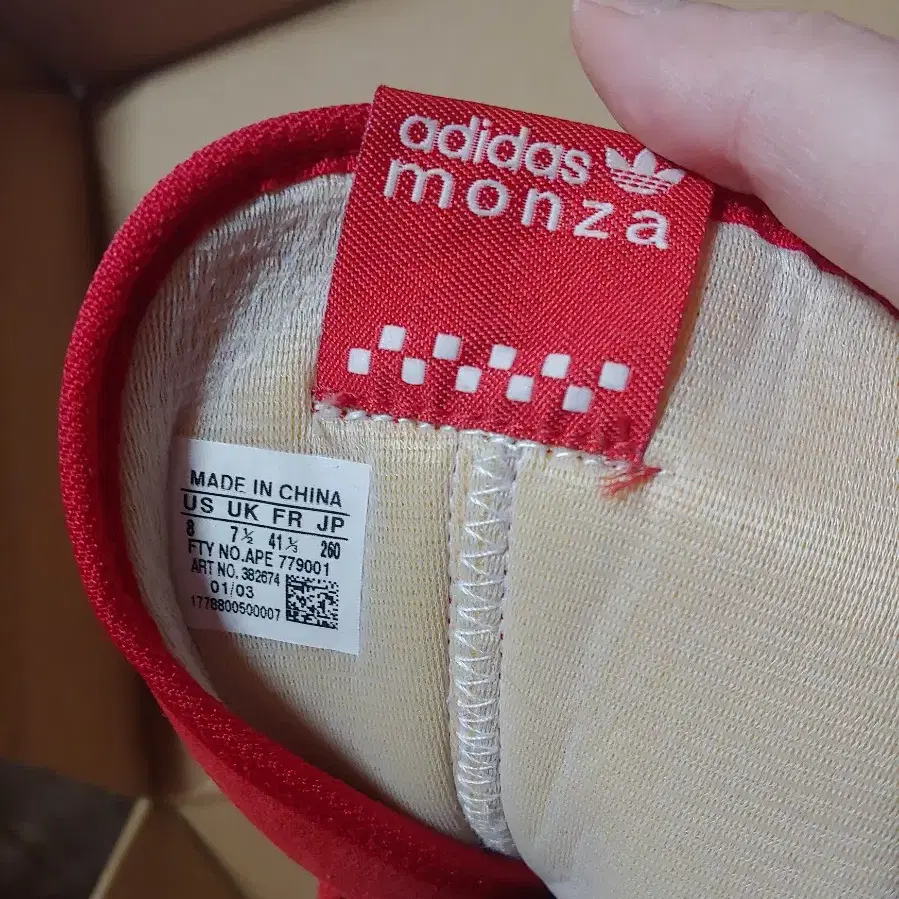 adidas
monza
MADE IN CHINA
US UK FR JP
8 7½ 41⅓ 260
FTY NO.APE 779001
ART NO. 382674
01/03
1778800500007